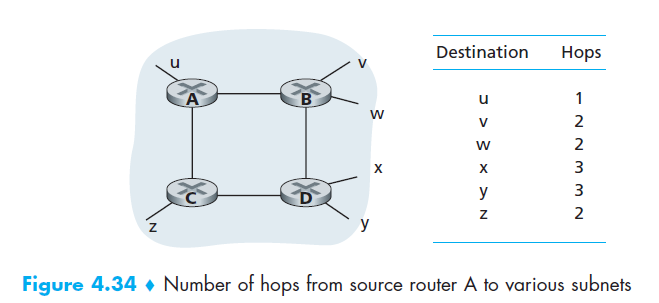 u
v
A
B
w
x
C
D
z
y
Destination Hops
u 1
v 2
w 2
x 3
y 3
z 2
Figure 4.34 ♦ Number of hops from source router A to various subnets